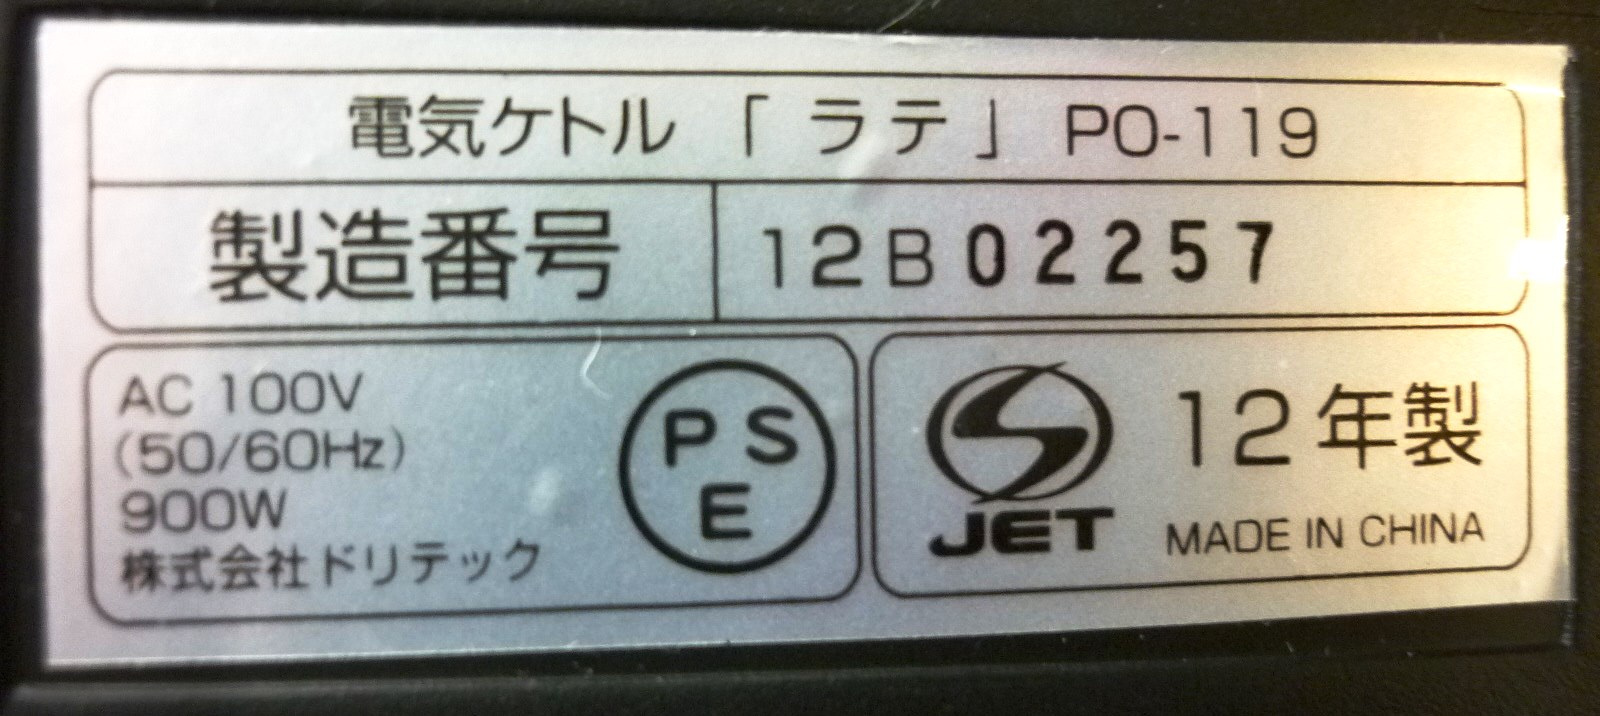 電気ケトル 「ラテ」 PO-119
製造番号 12B02257
AC 100V
(50/60Hz)
900W
株式会社ドリテック
PS
E
JET
12年製
MADE IN CHINA